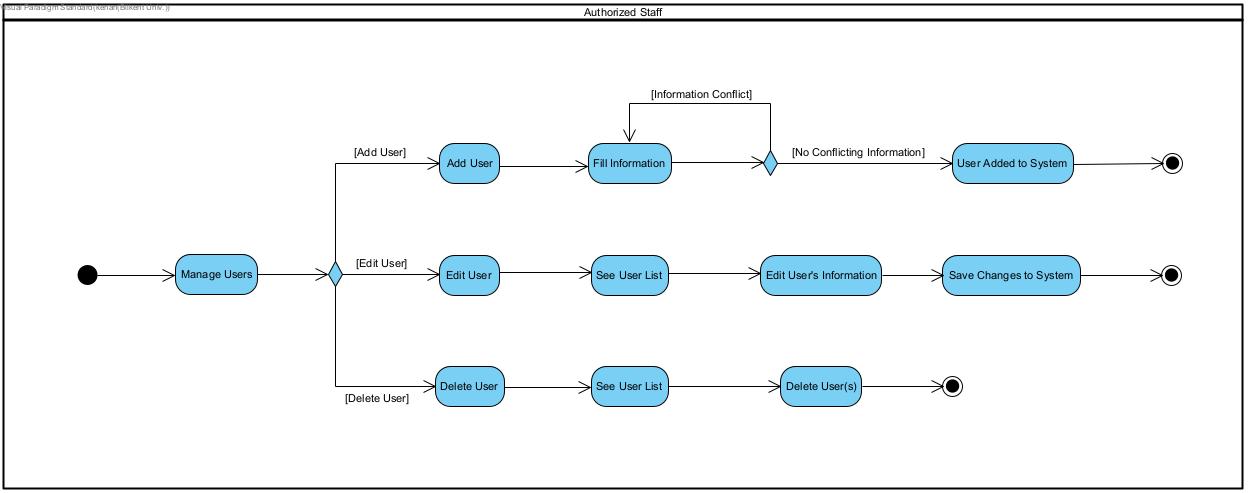 Visual Paradigm Standard(kenan(Bilkent Univ.))
Authorized Staff
[Information Conflict]
[Add User]
Add User
Fill Information
[No Conflicting Information]
User Added to System
Manage Users
[Edit User]
Edit User
See User List
Edit User's Information
Save Changes to System
[Delete User]
Delete User
See User List
Delete User(s)